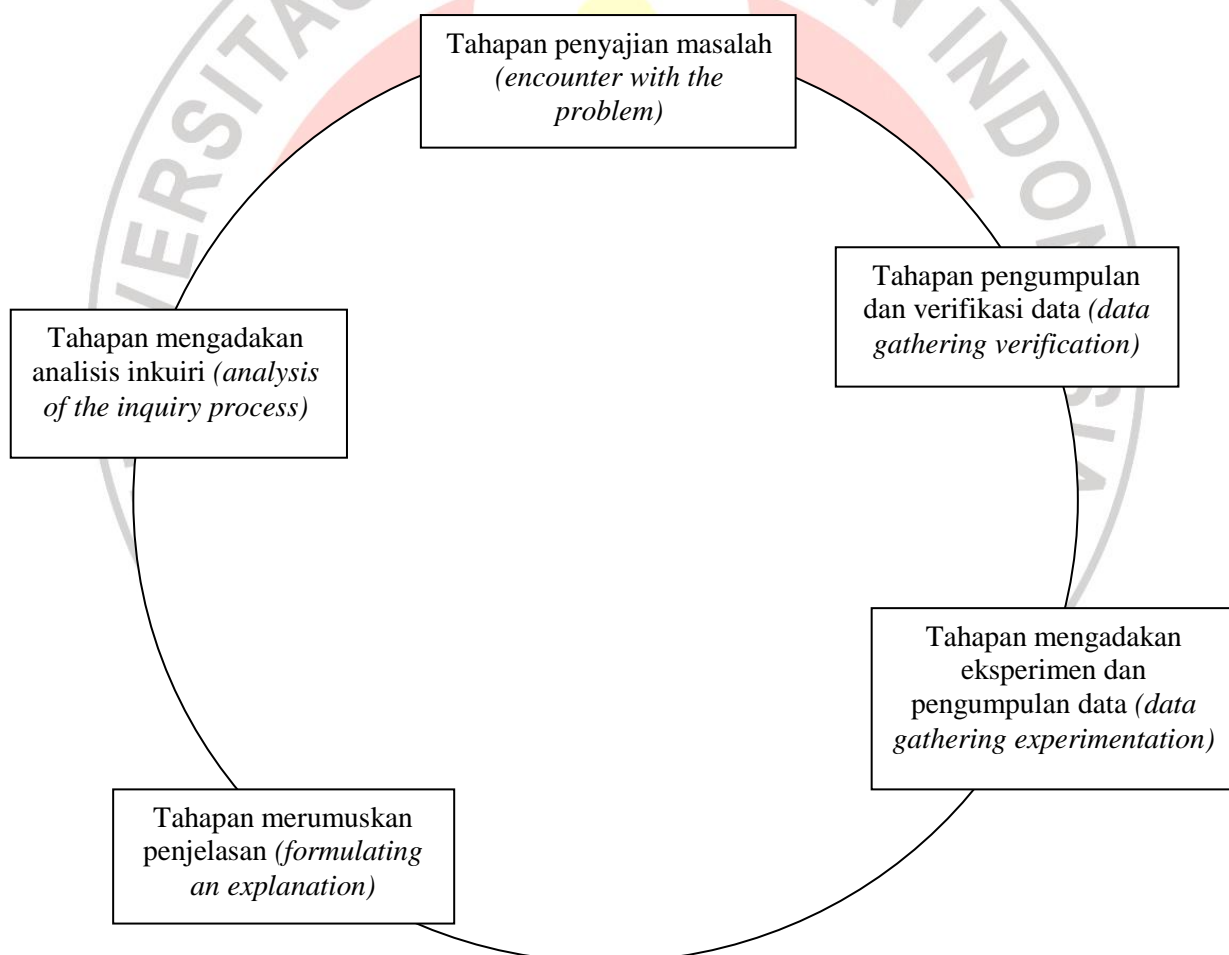 Tahapan penyajian masalah
(encounter with the
problem)
Tahapan pengumpulan
dan verifikasi data (data
gathering verification)
Tahapan mengadakan
eksperimen dan
pengumpulan data (data
gathering experimentation)
Tahapan merumuskan
penjelasan (formulating
an explanation)
Tahapan mengadakan
analisis inkuiri (analysis
of the inquiry process)